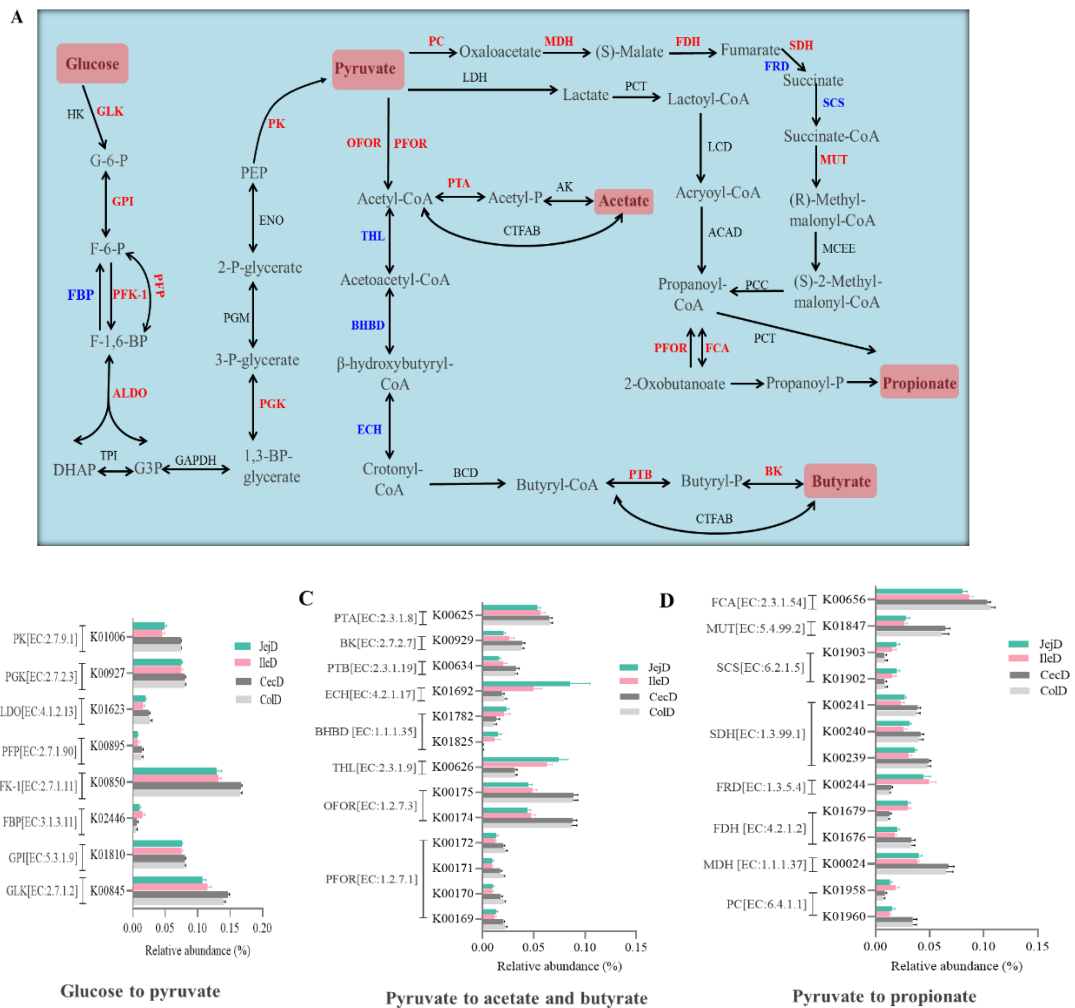 A
Glucose
HK
GLK
G-6-P
GPI
F-6-P
FBP
PFK-1
PFP
F-1,6-BP
ALDO
DHAP
TPI
G3P
GAPDH
1,3-BP-
glycerate
PGK
3-P-glycerate
PGM
2-P-glycerate
ENO
PEP
PK
Pyruvate
PC
Oxaloacetate
MDH
(S)-Malate
FDH
Fumarate
SDH
FRD
Succinate
SCS
Succinate-CoA
MUT
(R)-Methyl-
malonyl-CoA
MCEE
(S)-2-Methyl-
malonyl-CoA
PCC
LDH
Lactate
PCT
Lactoyl-CoA
LCD
Acryoyl-CoA
ACAD
Propanoyl-
CoA
PCT
PFOR
FCA
2-Oxobutanoate
Propanoyl-P
Propionate
OFOR
PFOR
Acetyl-CoA
PTA
Acetyl-P
AK
Acetate
CTFAB
THL
Acetoacetyl-CoA
BHBD
β-hydroxybutyryl-
CoA
ECH
Crotonyl-
CoA
BCD
Butyryl-CoA
PTB
Butyryl-P
BK
Butyrate
CTFAB
PK[EC:2.7.9.1] K01006
PGK[EC:2.7.2.3] K00927
LDO[EC:4.1.2.13] K01623
PFP[EC:2.7.1.90] K00895
FK-1[EC:2.7.1.11] K00850
FBP[EC:3.1.3.11] K02446
GPI[EC:5.3.1.9] K01810
GLK[EC:2.7.1.2] K00845
JejD
IleD
CecD
ColD
0.00 0.05 0.10 0.15 0.20
Relative abundance (%)
Glucose to pyruvate
C
PTA[EC:2.3.1.8] K00625
BK[EC:2.7.2.7] K00929
PTB[EC:2.3.1.19] K00634
ECH[EC:4.2.1.17] K01692
BHBD [EC:1.1.1.35] K01782
K01825
THL[EC:2.3.1.9] K00626
OFOR[EC:1.2.7.3] K00175
K00174
PFOR[EC:1.2.7.1] K00172
K00171
K00170
K00169
JejD
IleD
CecD
ColD
0.00 0.05 0.10 0.15
Relative abundance (%)
Pyruvate to acetate and butyrate
D
FCA[EC:2.3.1.54] K00656
MUT[EC:5.4.99.2] K01847
SCS[EC:6.2.1.5] K01903
K01902
SDH[EC:1.3.99.1] K00241
K00240
K00239
FRD[EC:1.3.5.4] K00244
FDH [EC:4.2.1.2] K01679
K01676
MDH [EC:1.1.1.37] K00024
PC[EC:6.4.1.1] K01958
K01960
JejD
IleD
CecD
ColD
0.00 0.05 0.10 0.15
Relative abundance (%)
Pyruvate to propionate